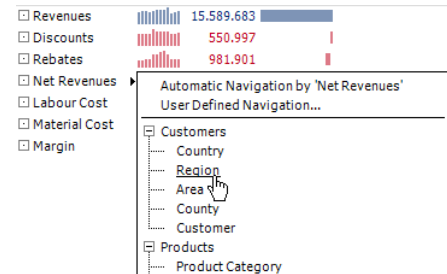 Revenues 15.589.683
Discounts 550.997
Rebates 981.901
Net Revenues
Labour Cost
Material Cost
Margin
Automatic Navigation by 'Net Revenues'
User Defined Navigation...
Customers
Country
Region
Area
County
Customer
Products
Product Category